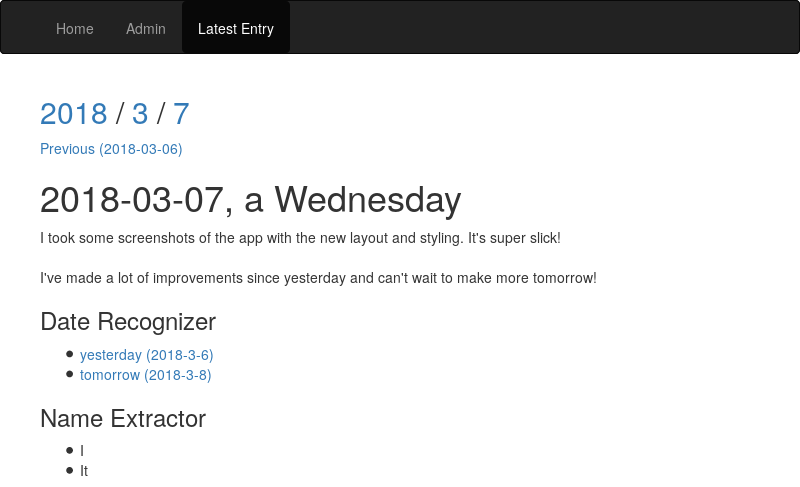 Home Admin Latest Entry
2018 / 3 / 7
Previous (2018-03-06)
2018-03-07, a Wednesday
I took some screenshots of the app with the new layout and styling. It's super slick!
I've made a lot of improvements since yesterday and can't wait to make more tomorrow!
Date Recognizer
yesterday (2018-3-6)
tomorrow (2018-3-8)
Name Extractor
I
It